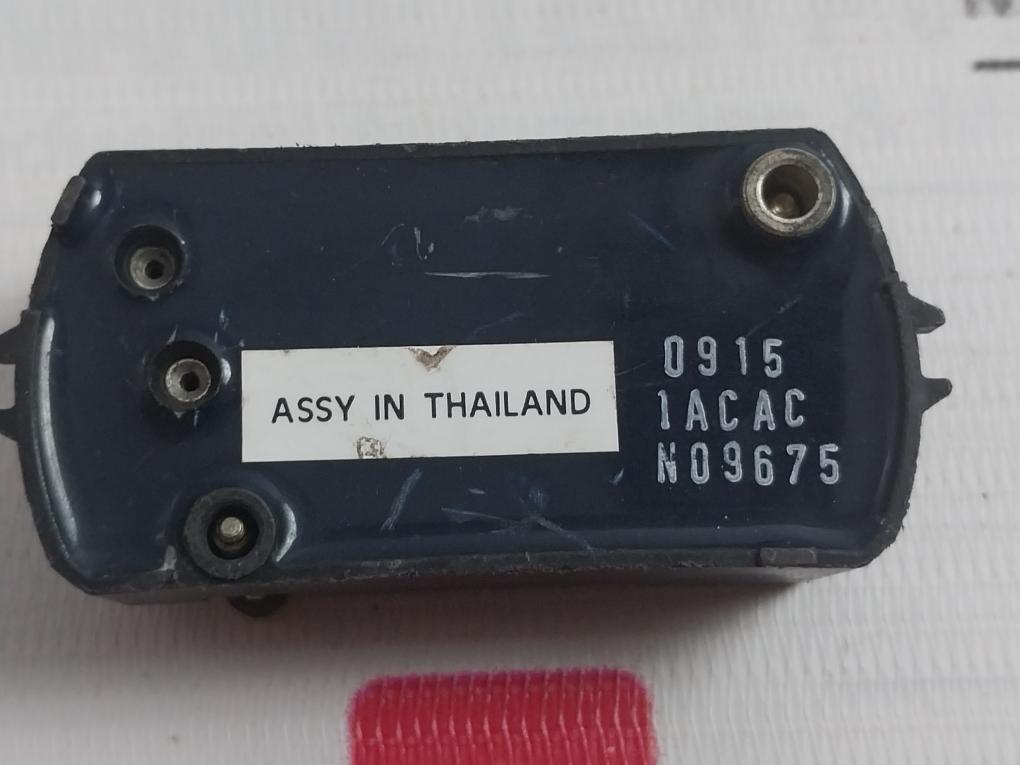 ASSY IN THAILAND
0915
1ACAC
N09675